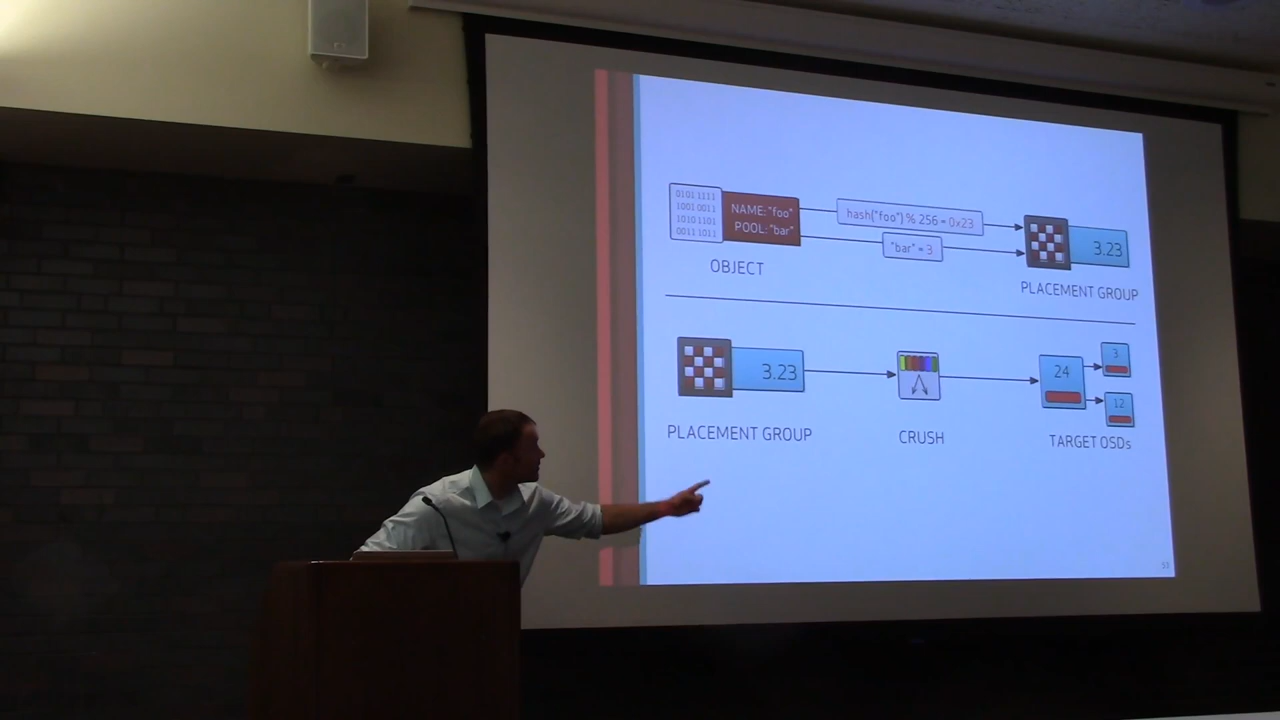 0101 1111
1001 0011
1010 1101
0011 1011
NAME: "foo"
POOL: "bar"
hash("foo") % 256 = 0x23
"bar" = 3
3.23
OBJECT
PLACEMENT GROUP
3.23
24
3
12
PLACEMENT GROUP
CRUSH
TARGET OSDs
53